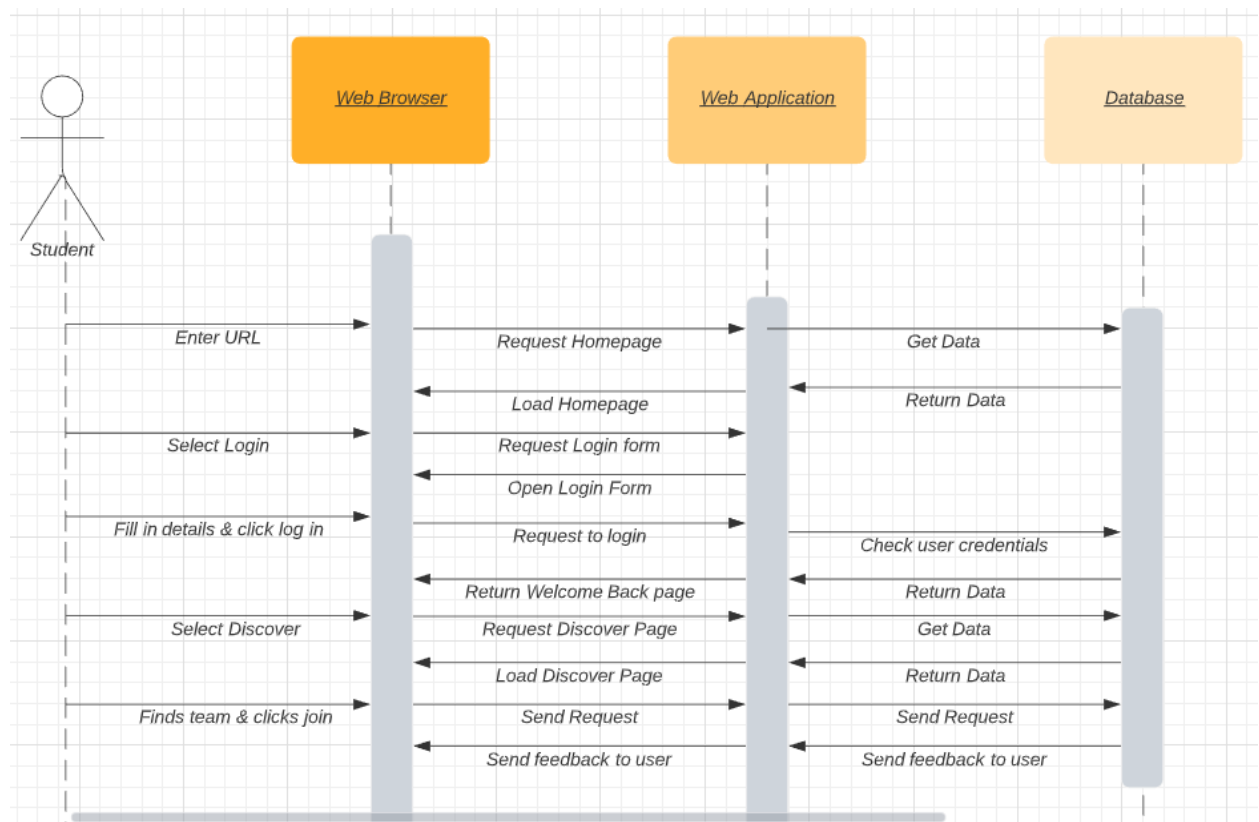 Web Browser
Web Application
Database
Student
Enter URL
Request Homepage
Get Data
Load Homepage
Return Data
Select Login
Request Login form
Open Login Form
Fill in details & click log in
Request to login
Check user credentials
Return Welcome Back page
Return Data
Select Discover
Request Discover Page
Get Data
Load Discover Page
Return Data
Finds team & clicks join
Send Request
Send Request
Send feedback to user
Send feedback to user